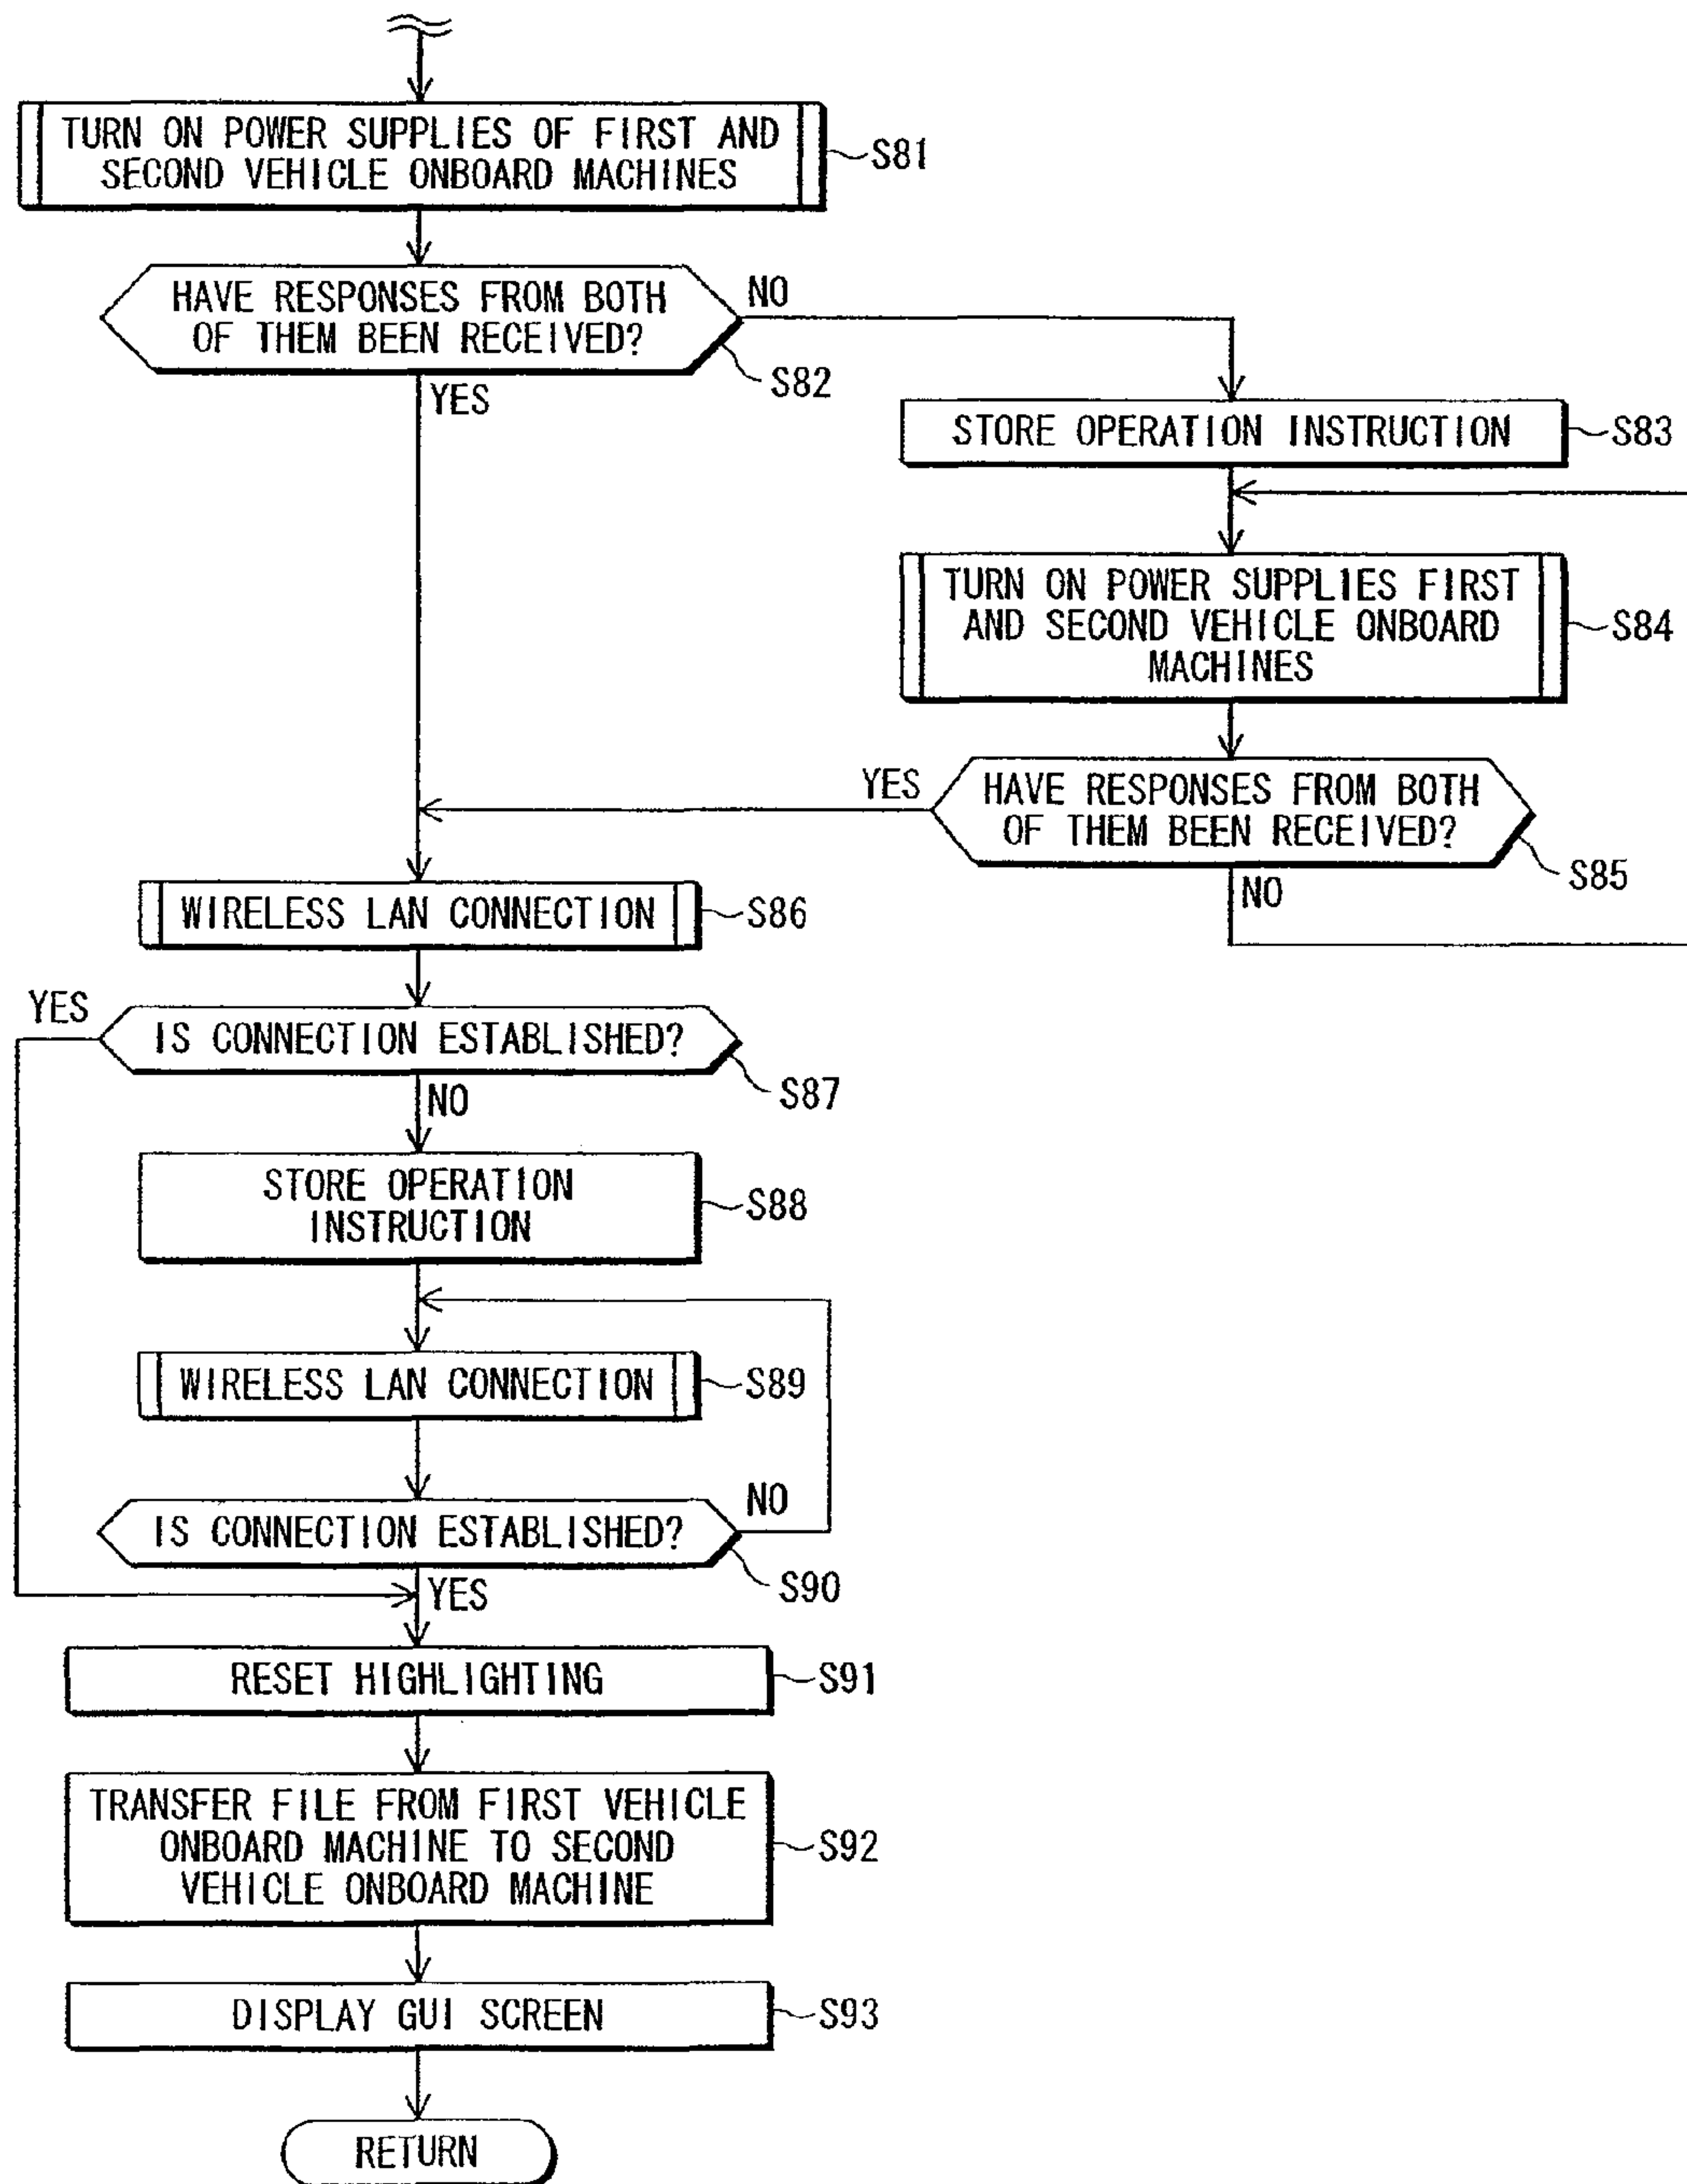 TURN ON POWER SUPPLIES OF FIRST AND
SECOND VEHICLE ONBOARD MACHINES
S81
HAVE RESPONSES FROM BOTH
OF THEM BEEN RECEIVED?
NO
S82
YES
STORE OPERATION INSTRUCTION
S83
TURN ON POWER SUPPLIES FIRST
AND SECOND VEHICLE ONBOARD
MACHINES
S84
YES
HAVE RESPONSES FROM BOTH
OF THEM BEEN RECEIVED?
S85
NO
WIRELESS LAN CONNECTION
S86
YES
IS CONNECTION ESTABLISHED?
S87
NO
STORE OPERATION
INSTRUCTION
S88
WIRELESS LAN CONNECTION
S89
NO
IS CONNECTION ESTABLISHED?
S90
YES
RESET HIGHLIGHTING
S91
TRANSFER FILE FROM FIRST VEHICLE
ONBOARD MACHINE TO SECOND
VEHICLE ONBOARD MACHINE
S92
DISPLAY GUI SCREEN
S93
RETURN